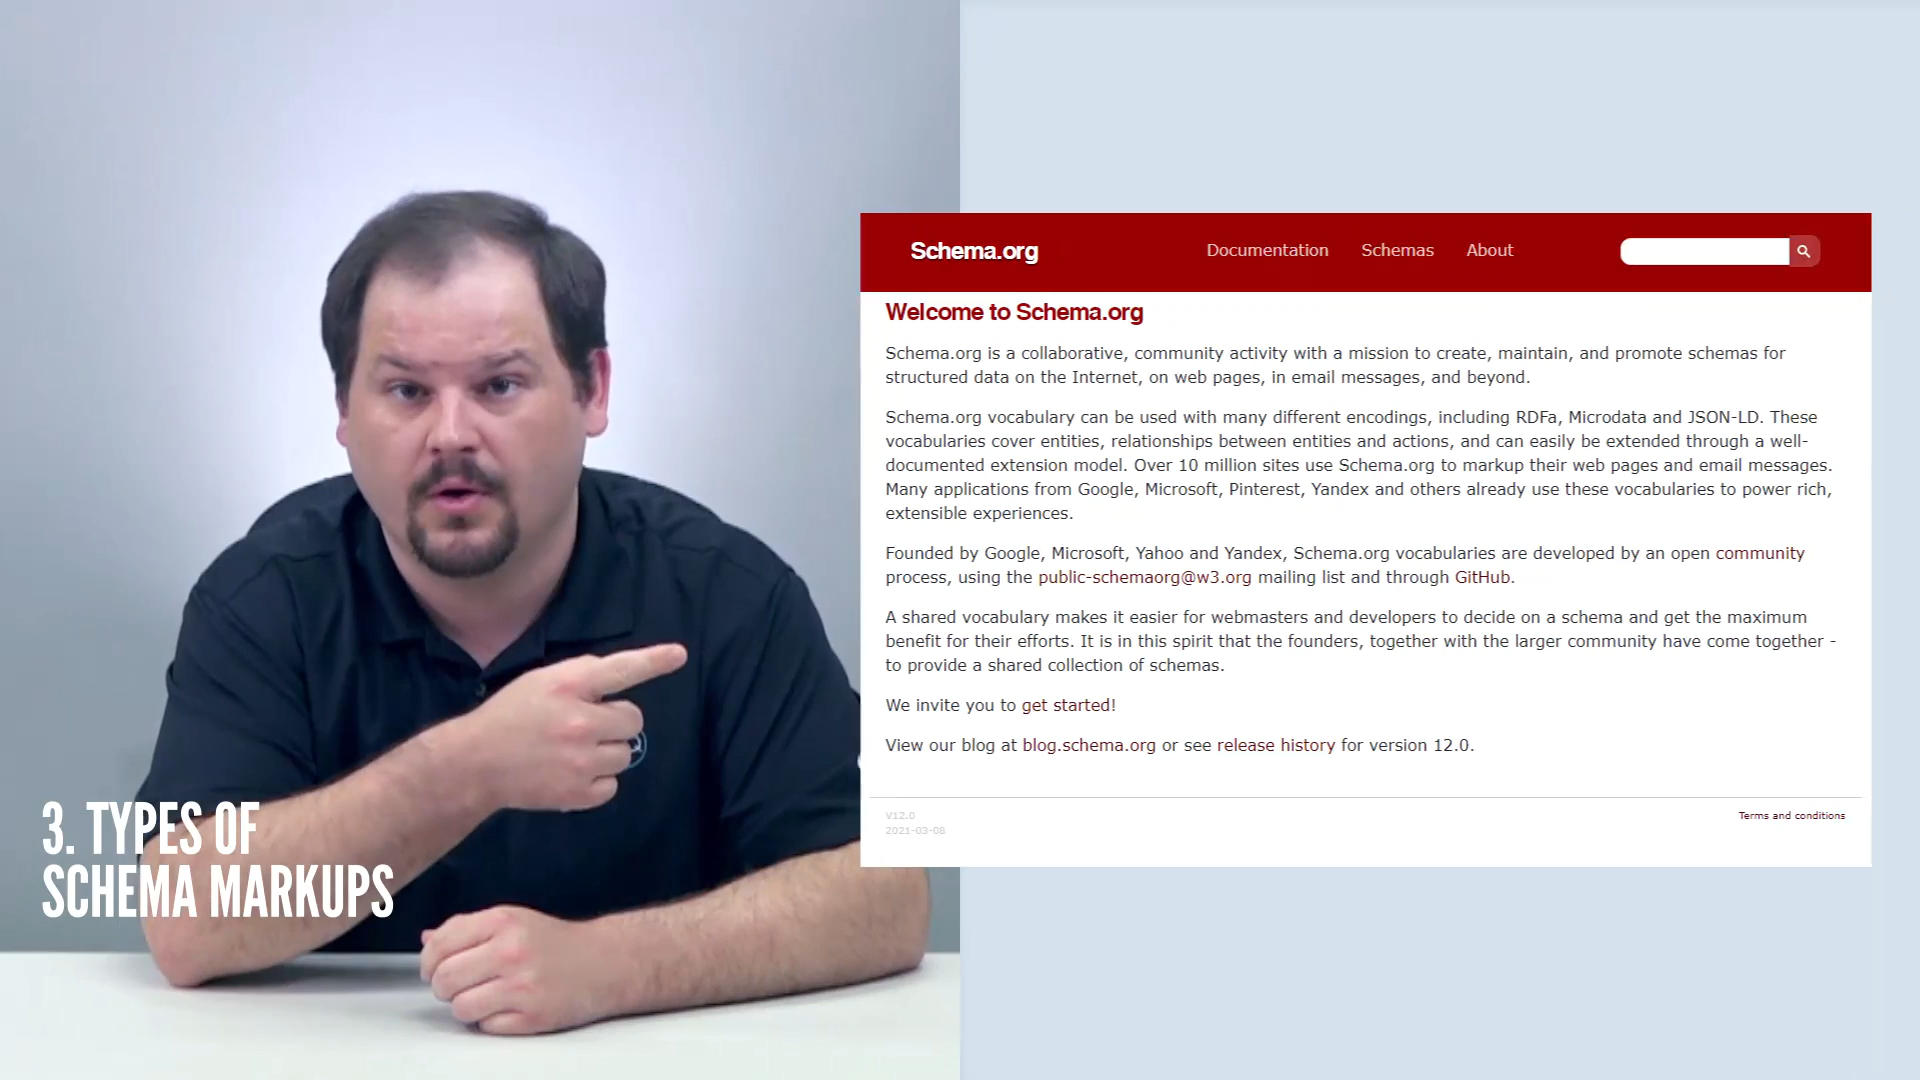 Schema.org
Documentation
Schemas
About
Welcome to Schema.org
Schema.org is a collaborative, community activity with a mission to create, maintain, and promote schemas for
structured data on the Internet, on web pages, in email messages, and beyond.
Schema.org vocabulary can be used with many different encodings, including RDFa, Microdata and JSON-LD. These
vocabularies cover entities, relationships between entities and actions, and can easily be extended through a well-
documented extension model. Over 10 million sites use Schema.org to markup their web pages and email messages.
Many applications from Google, Microsoft, Pinterest, Yandex and others already use these vocabularies to power rich,
extensible experiences.
Founded by Google, Microsoft, Yahoo and Yandex, Schema.org vocabularies are developed by an open community
process, using the public-schemaorg@w3.org mailing list and through GitHub.
A shared vocabulary makes it easier for webmasters and developers to decide on a schema and get the maximum
benefit for their efforts. It is in this spirit that the founders, together with the larger community have come together -
to provide a shared collection of schemas.
We invite you to get started!
View our blog at blog.schema.org or see release history for version 12.0.
V12.0
2021-03-08
Terms and conditions
3. TYPES OF
SCHEMA MARKUPS